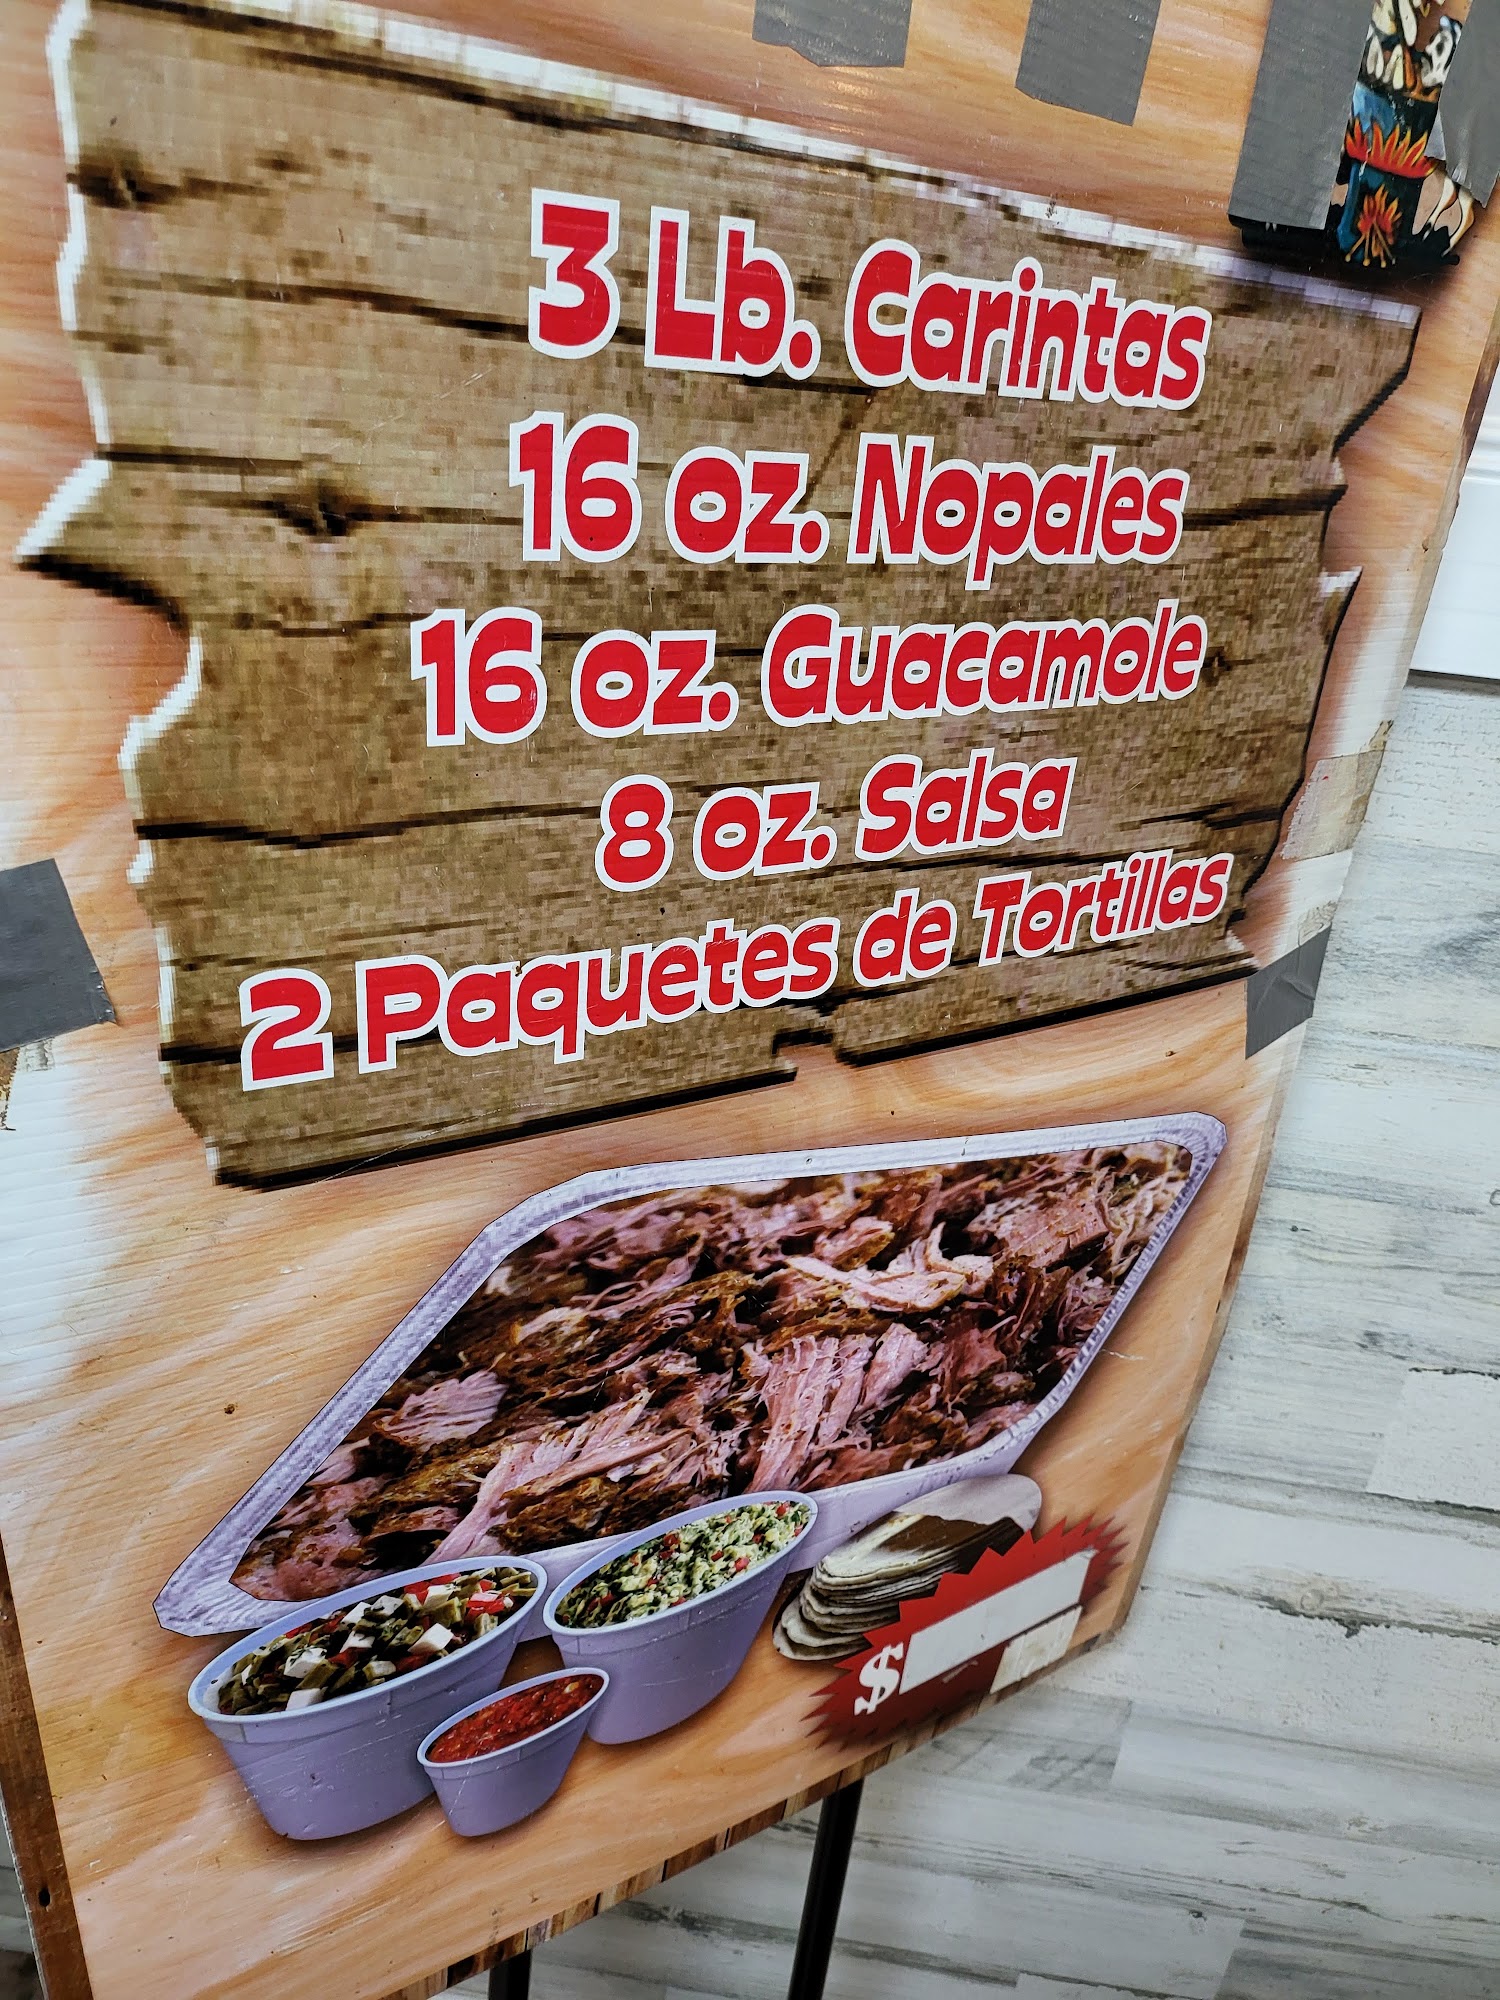 3 Lb. Carintas
16 oz. Nopales
16 oz. Guacamole
8 oz. Salsa
2 Paquetes de Tortillas
$